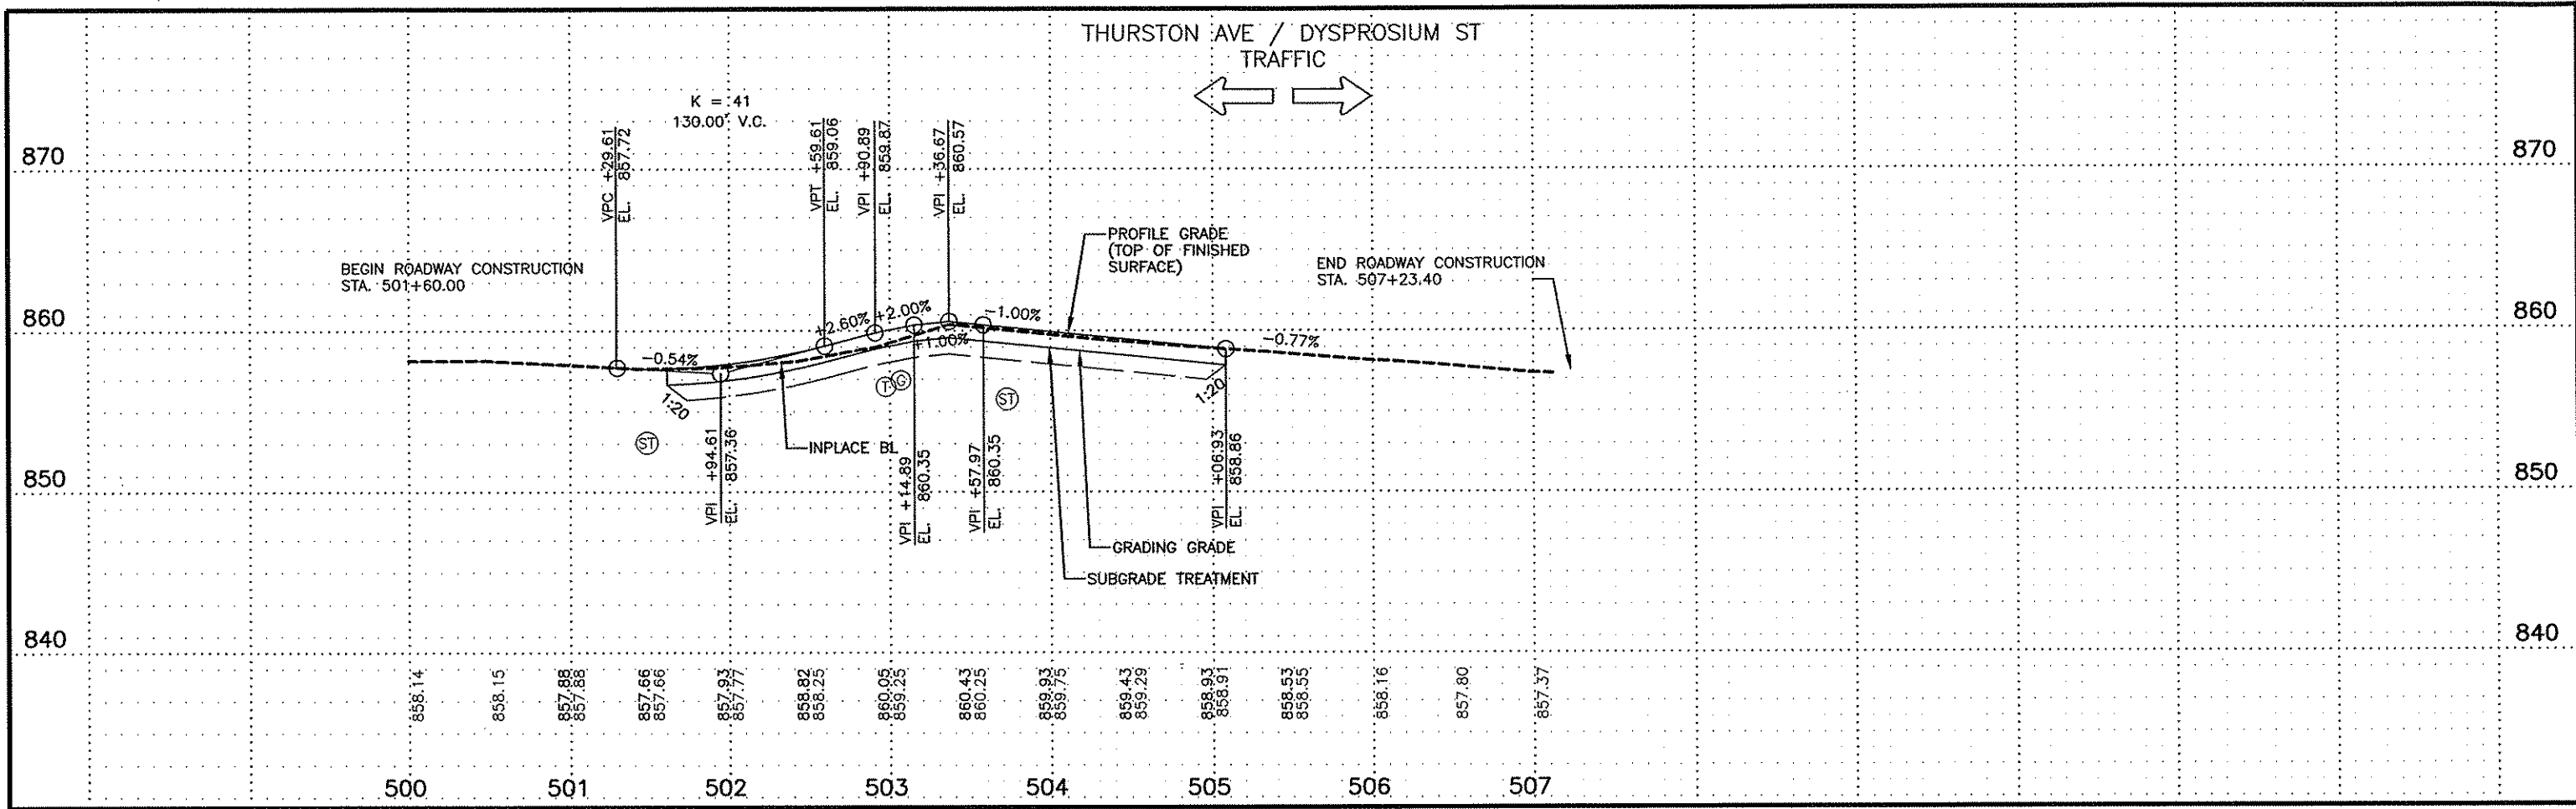 THURSTON AVE / DYSPROSIUM ST
TRAFFIC
K = 41
130.00' V.C.
VPC +29.61
EL. 857.72
VPT +59.61
EL. 859.06
VPI +90.89
EL. 859.87
VPI +36.67
EL. 860.57
870
870
PROFILE GRADE
(TOP OF FINISHED
SURFACE)
BEGIN ROADWAY CONSTRUCTION
STA. 501+60.00
END ROADWAY CONSTRUCTION
STA. 507+23.40
860
860
-0.54%
+2.60%
+2.00%
+1.00%
-1.00%
-0.77%
1:20
1:20
T
G
ST
ST
INPLACE BL
VPI +94.61
EL. 857.36
VPI +14.89
EL. 860.35
VPI +57.97
EL. 860.35
VPI +06.93
EL. 858.86
850
850
GRADING GRADE
SUBGRADE TREATMENT
840
840
858.14
858.15
857.88
857.88
857.66
857.66
857.93
857.77
858.82
858.25
860.05
859.25
860.43
860.25
859.93
859.75
859.43
859.29
858.93
858.91
858.53
858.55
858.16
857.80
857.37
500
501
502
503
504
505
506
507